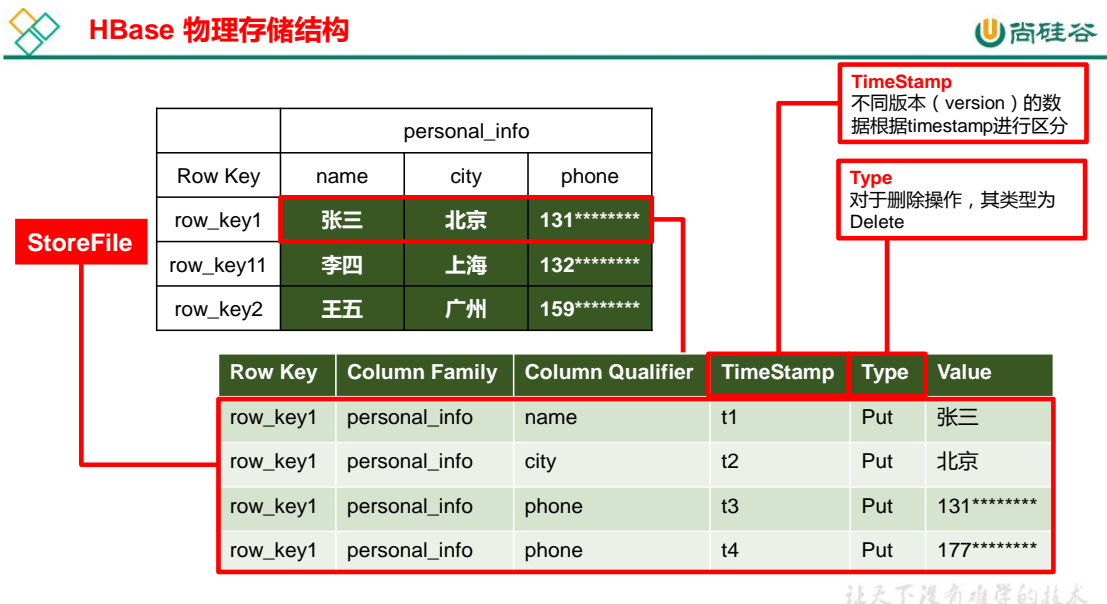 HBase 物理存储结构
尚硅谷
TimeStamp
不同版本（version）的数
据根据timestamp进行区分
personal_info
Row Key name city phone
row_key1 张三 北京 131********
row_key11 李四 上海 132********
row_key2 王五 广州 159********
Type
对于删除操作，其类型为
Delete
StoreFile
Row Key Column Family Column Qualifier TimeStamp Type Value
row_key1 personal_info name t1 Put 张三
row_key1 personal_info city t2 Put 北京
row_key1 personal_info phone t3 Put 131********
row_key1 personal_info phone t4 Put 177********
让天下没有难学的技术